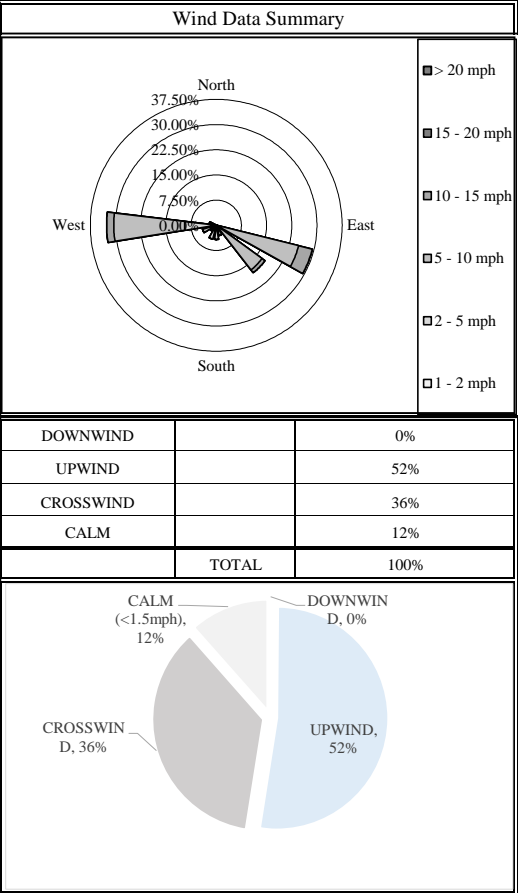 Wind Data Summary
North
37.50%
30.00%
22.50%
15.00%
7.50%
0.00%
West
East
South
> 20 mph
15 - 20 mph
10 - 15 mph
5 - 10 mph
2 - 5 mph
1 - 2 mph
DOWNWIND 0%
UPWIND 52%
CROSSWIND 36%
CALM 12%
TOTAL 100%
CALM
(<1.5mph),
12%
DOWNWIN
D, 0%
CROSSWIN
D, 36%
UPWIND,
52%